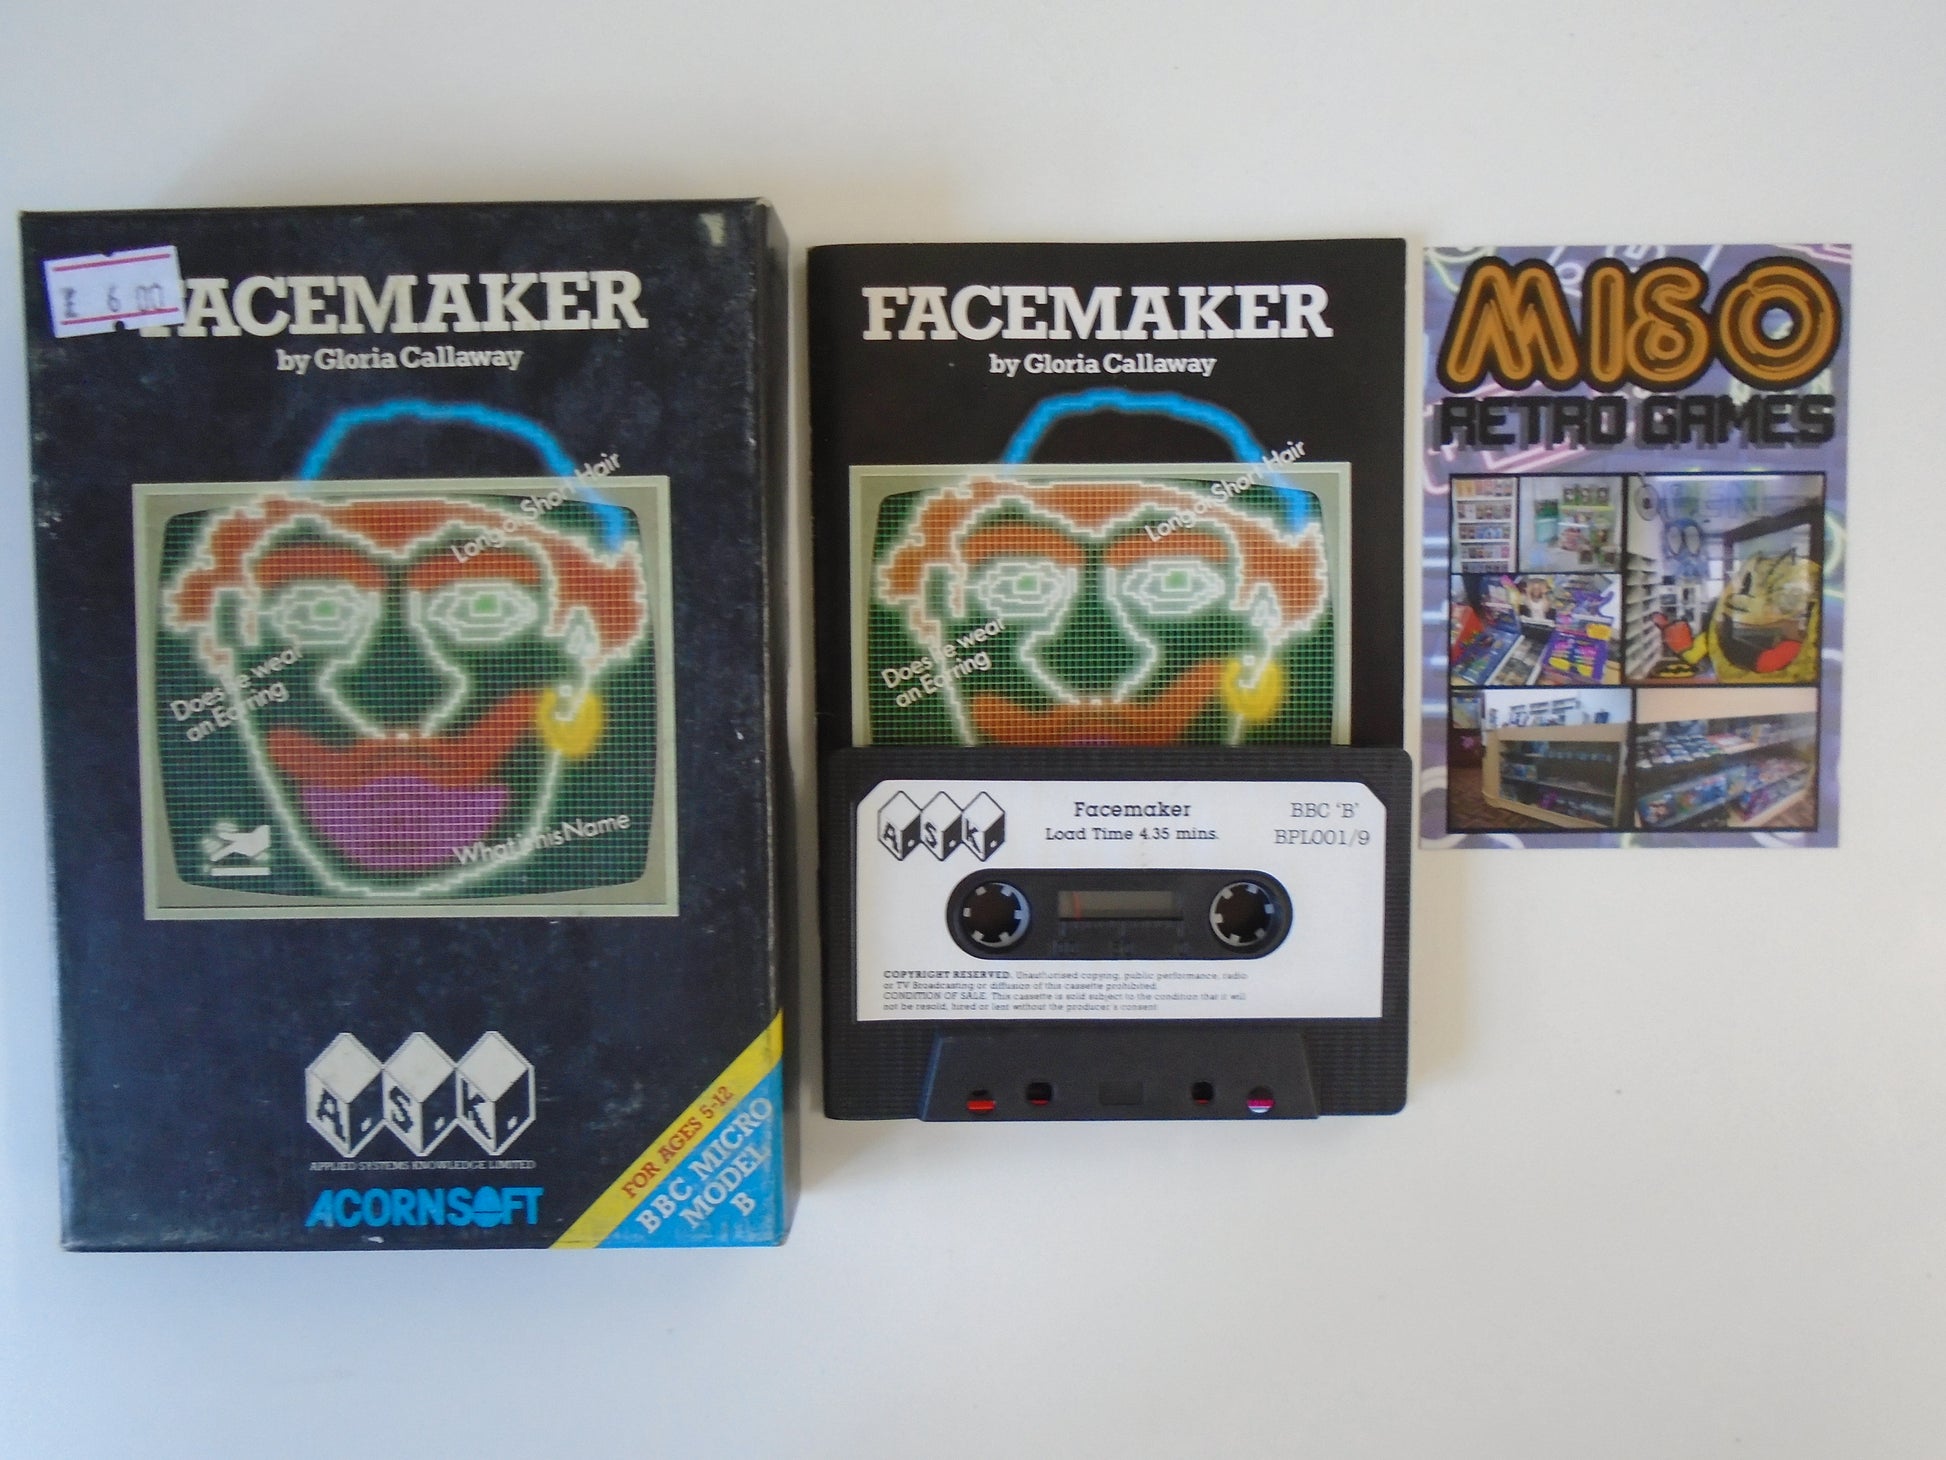 £ 6.00
FACEMAKER
by Gloria Callaway
Long or Short Hair
Does he wear
an Earring
What is his Name
A.S.K.
APPLIED SYSTEMS KNOWLEDGE LIMITED
ACORNSOFT
FOR AGES 5-12
BBC MICRO
MODEL
B
FACEMAKER
by Gloria Callaway
Long or Short Hair
Does he wear
an Earring
A.S.K.
Facemaker
Load Time 4.35 mins.
BBC 'B'
BPL001/9
COPYRIGHT RESERVED. Unauthorised copying, public performance, radio
or TV Broadcasting or diffusion of this cassette prohibited.
CONDITION OF SALE. This cassette is sold subject to the condition that it will
not be resold, hired or lent without the producer's consent
MISO
RETRO GAMES